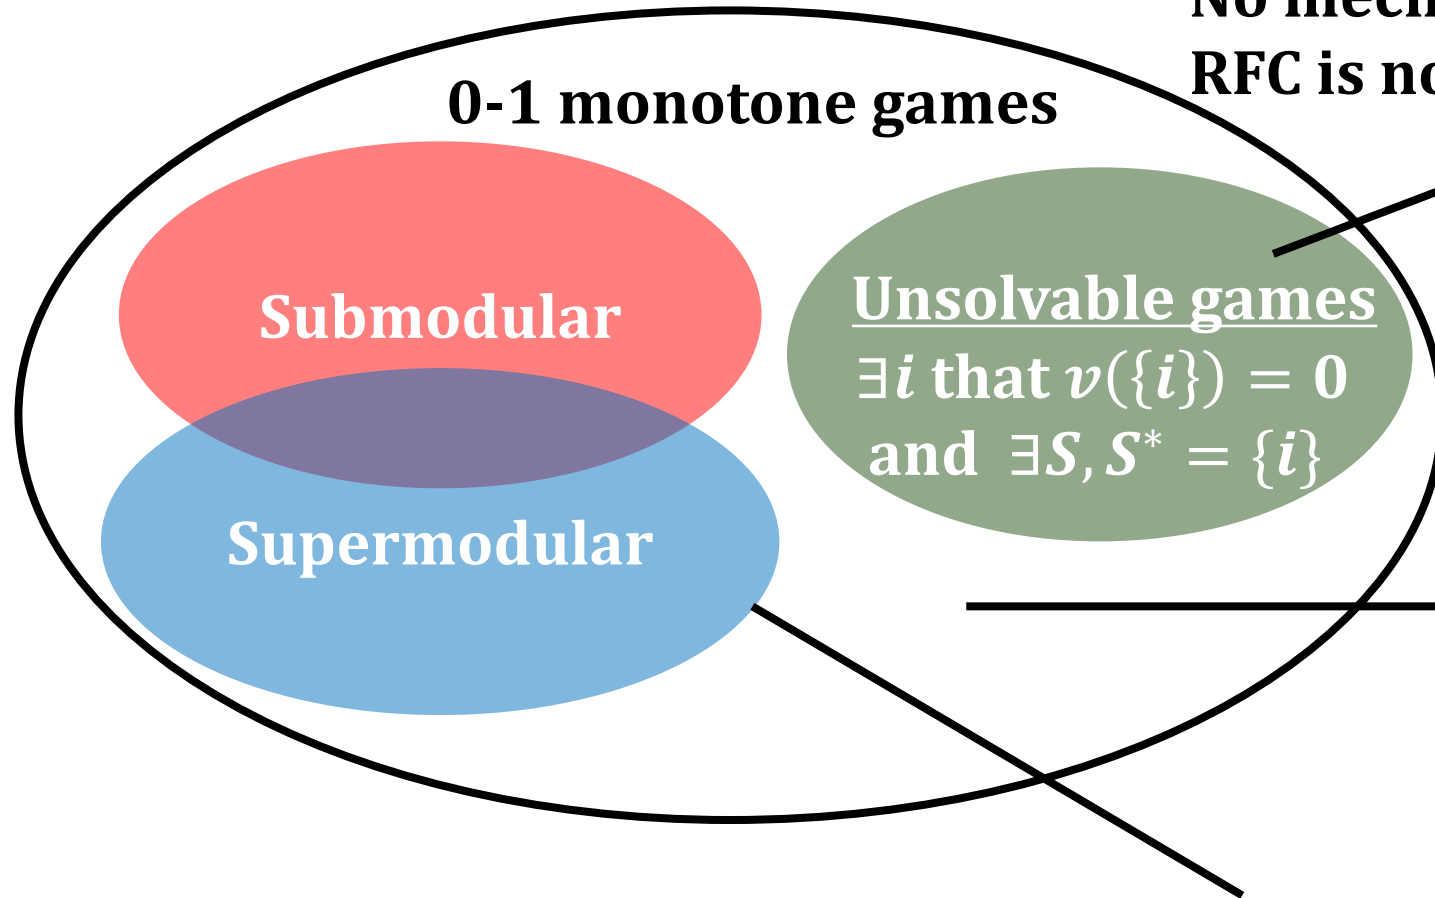 No
RFC is
0-1 monotone games
Submodular
Unsolvable games
∃i that v({i}) = 0
and ∃S, S* = {i}
Supermodular